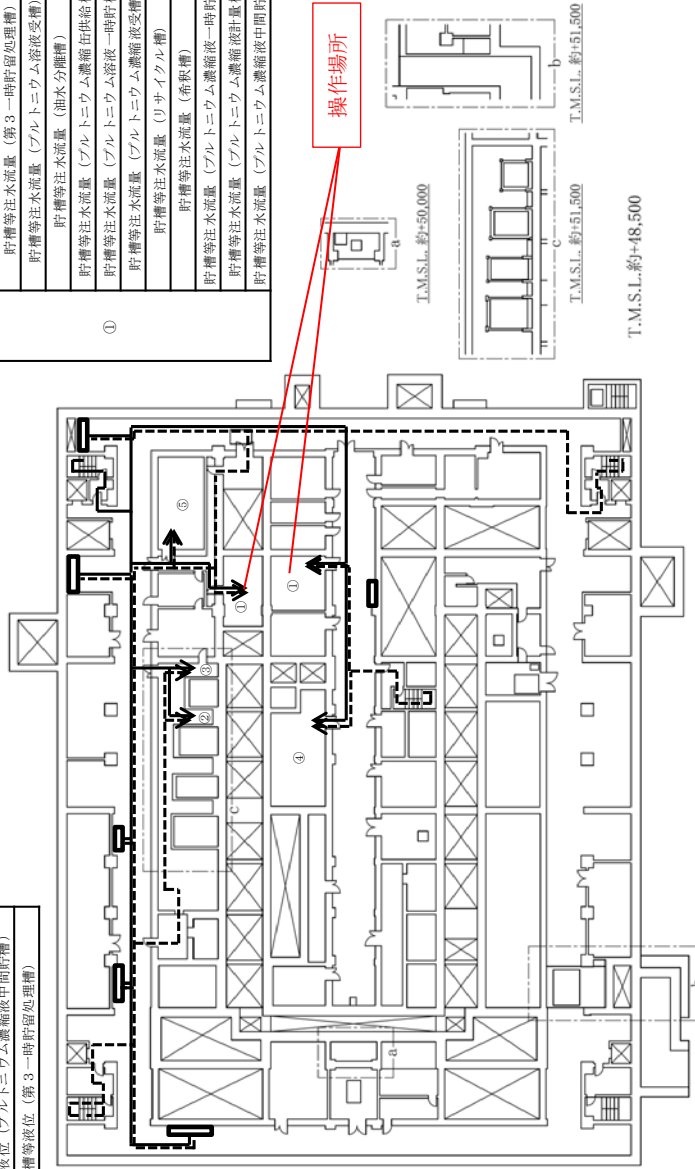 液位（プルトニウム濃縮液中間貯槽）
槽等液位（第３一時貯留処理槽）
①
貯槽等注水流量（第３一時貯留処理槽）
貯槽等注水流量（プルトニウム溶液受槽）
貯槽等注水流量（油水分離槽）
貯槽等注水流量（プルトニウム濃縮缶供給槽
貯槽等注水流量（プルトニウム溶液一時貯
貯槽等注水流量（プルトニウム濃縮液受槽
貯槽等注水流量（リサイクル槽）
貯槽等注水流量（希釈槽）
貯槽等注水流量（プルトニウム濃縮液一時貯
貯槽等注水流量（プルトニウム濃縮液計量槽
貯槽等注水流量（プルトニウム濃縮液中間貯
操作場所
⑤
①
①
③
②
④
c
a
a
T.M.S.L. 約+50,000
b
T.M.S.L. 約+51,500
c
T.M.S.L. 約+51,500
T.M.S.L.約+48,500